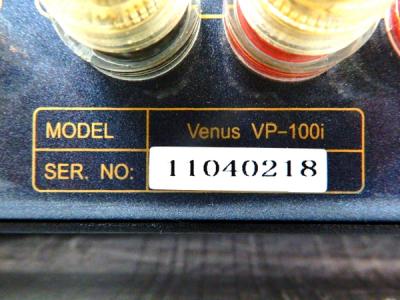 MODEL Venus VP-100i
SER. NO: 11040218